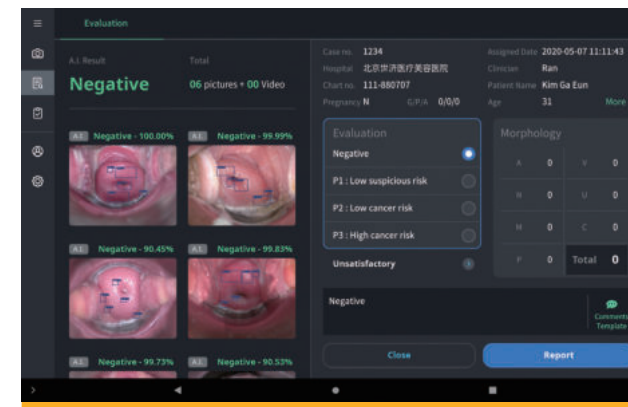 Evaluation
A.I. Result
Total
Negative
06 pictures + 00 Video
A.I. Negative - 100.00%
A.I. Negative - 99.99%
A.I. Negative - 90.45%
A.I. Negative - 99.83%
A.I. Negative - 99.73%
A.I. Negative - 90.53%
Case no. 1234
Assigned Date 2020-05-07 11:11:43
Hospital 北京世济医疗美容医院
Clinician Ran
Chart no. 111-880707
Patient Name Kim Ga Eun
Pregnancy N
G/P/A 0/0/0
Age 31
More
Evaluation
Negative
P1 : Low suspicious risk
P2 : Low cancer risk
P3 : High cancer risk
Unsatisfactory
Morphology
A 0 V 0
N 0 U 0
M 0 C 0
P 0 Total 0
Negative
Comments
Template
Close
Report